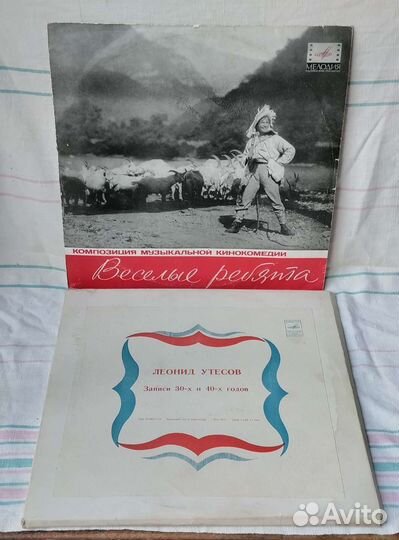 МЕЛОДИЯ
КОМПОЗИЦИЯ МУЗЫКАЛЬНОЙ КИНОКОМЕДИИ
Веселые ребята
ЛЕОНИД УТЕСОВ
Записи 30-х и 40-х годов
Avito